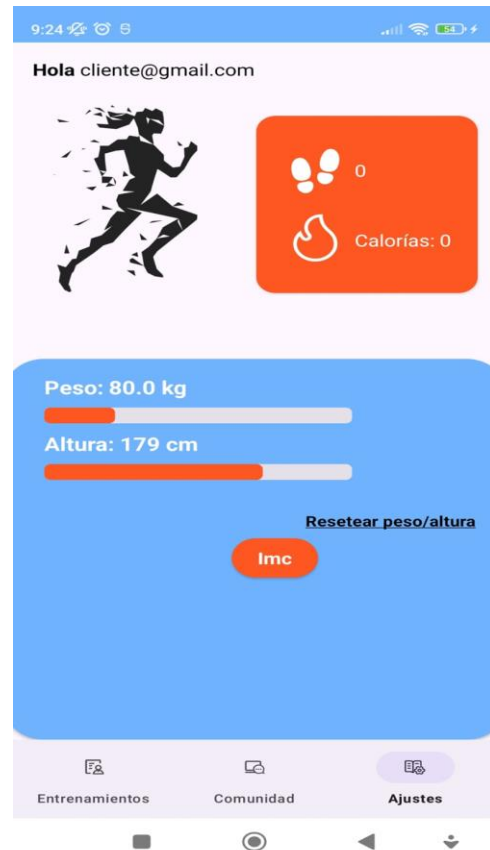 9:24
54
Hola cliente@gmail.com
0
Calorías: 0
Peso: 80.0 kg
Altura: 179 cm
Resetear peso/altura
Imc
Entrenamientos
Comunidad
Ajustes